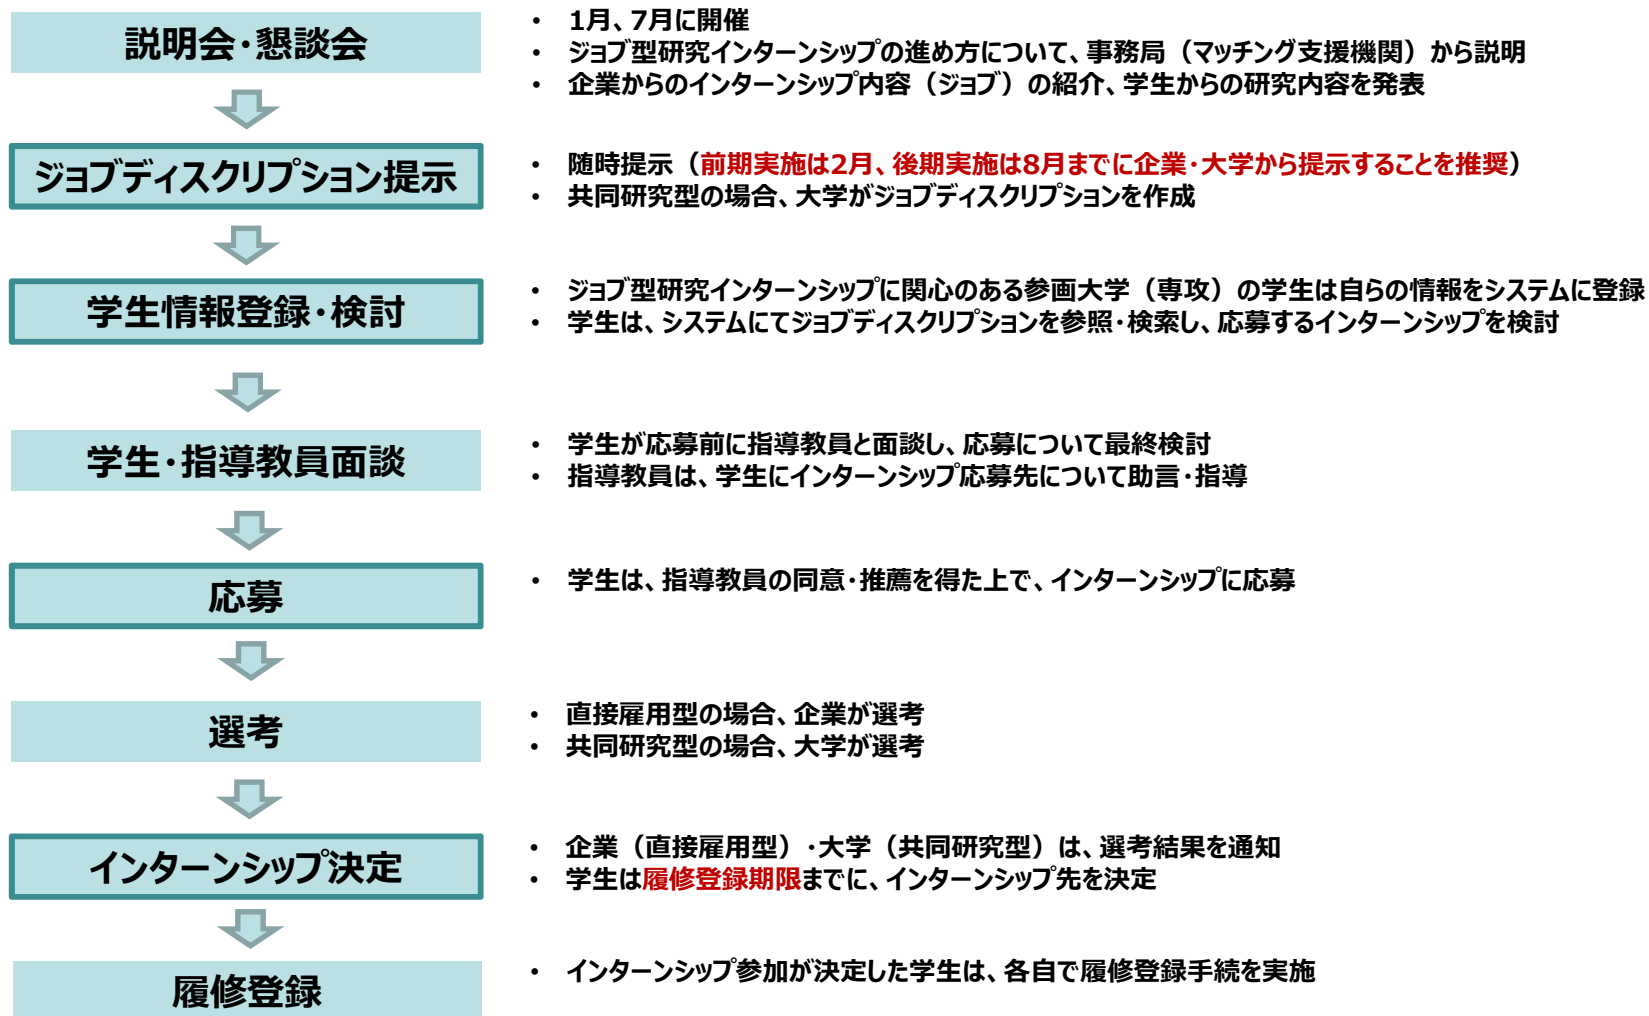 説明会・懇談会
• 1月、7月に開催
• ジョブ型研究インターンシップの進め方について、事務局（マッチング支援機関）から説明
• 企業からのインターンシップ内容（ジョブ）の紹介、学生からの研究内容を発表
ジョブディスクリプション提示
• 随時提示（前期実施は2月、後期実施は8月までに企業・大学から提示することを推奨）
• 共同研究型の場合、大学がジョブディスクリプションを作成
学生情報登録・検討
• ジョブ型研究インターンシップに関心のある参画大学（専攻）の学生は自らの情報をシステムに登録
• 学生は、システムにてジョブディスクリプションを参照・検索し、応募するインターンシップを検討
学生・指導教員面談
• 学生が応募前に指導教員と面談し、応募について最終検討
• 指導教員は、学生にインターンシップ応募先について助言・指導
応募
• 学生は、指導教員の同意・推薦を得た上で、インターンシップに応募
選考
• 直接雇用型の場合、企業が選考
• 共同研究型の場合、大学が選考
インターンシップ決定
• 企業（直接雇用型）・大学（共同研究型）は、選考結果を通知
• 学生は履修登録期限までに、インターンシップ先を決定
履修登録
• インターンシップ参加が決定した学生は、各自で履修登録手続を実施